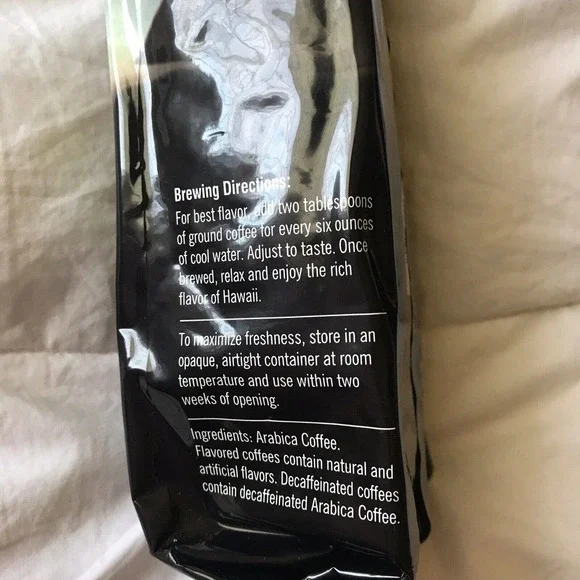 Brewing Directions:
For best flavor, add two tablespoons
of ground coffee for every six ounces
of cool water. Adjust to taste. Once
brewed, relax and enjoy the rich
flavor of Hawaii.
To maximize freshness, store in an
opaque, airtight container at room
temperature and use within two
weeks of opening.
Ingredients: Arabica Coffee.
Flavored coffees contain natural and
artificial flavors. Decaffeinated coffees
contain decaffeinated Arabica Coffee.